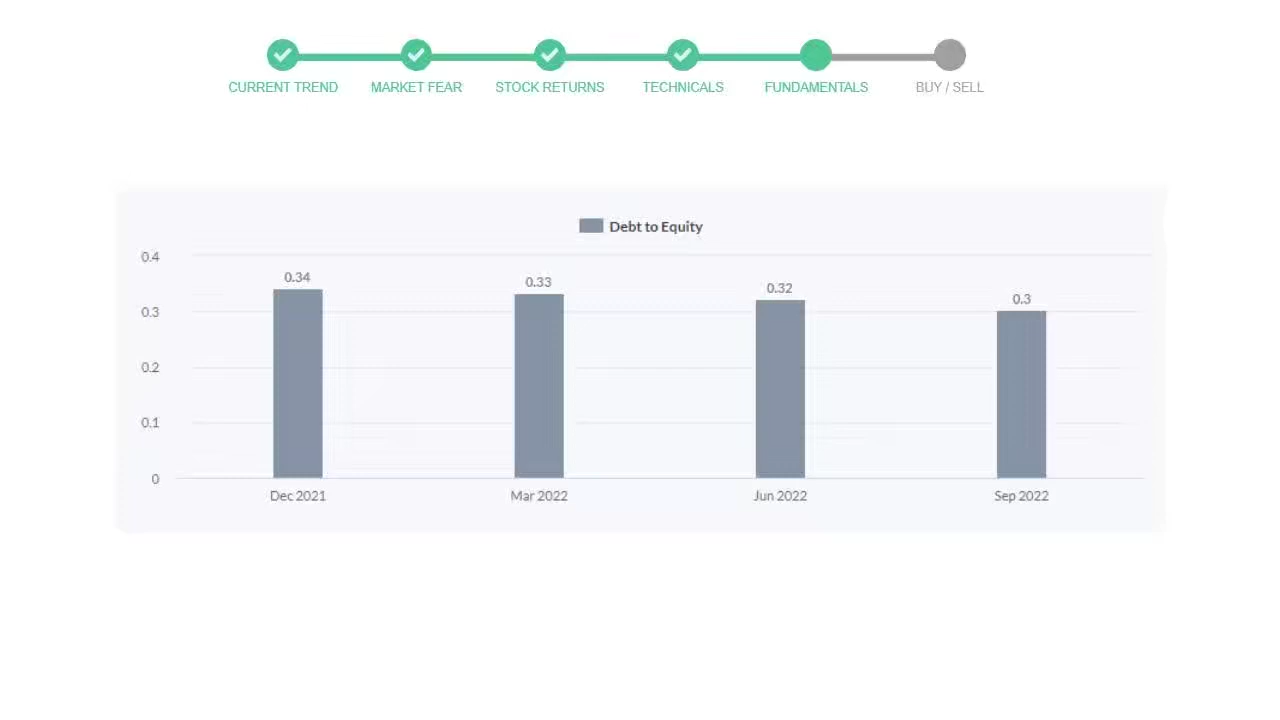 CURRENT TREND MARKET FEAR STOCK RETURNS TECHNICALS FUNDAMENTALS BUY / SELL
Debt to Equity
0.4
0.34 0.33 0.32 0.3
0.3
0.2
0.1
0
Dec 2021 Mar 2022 Jun 2022 Sep 2022